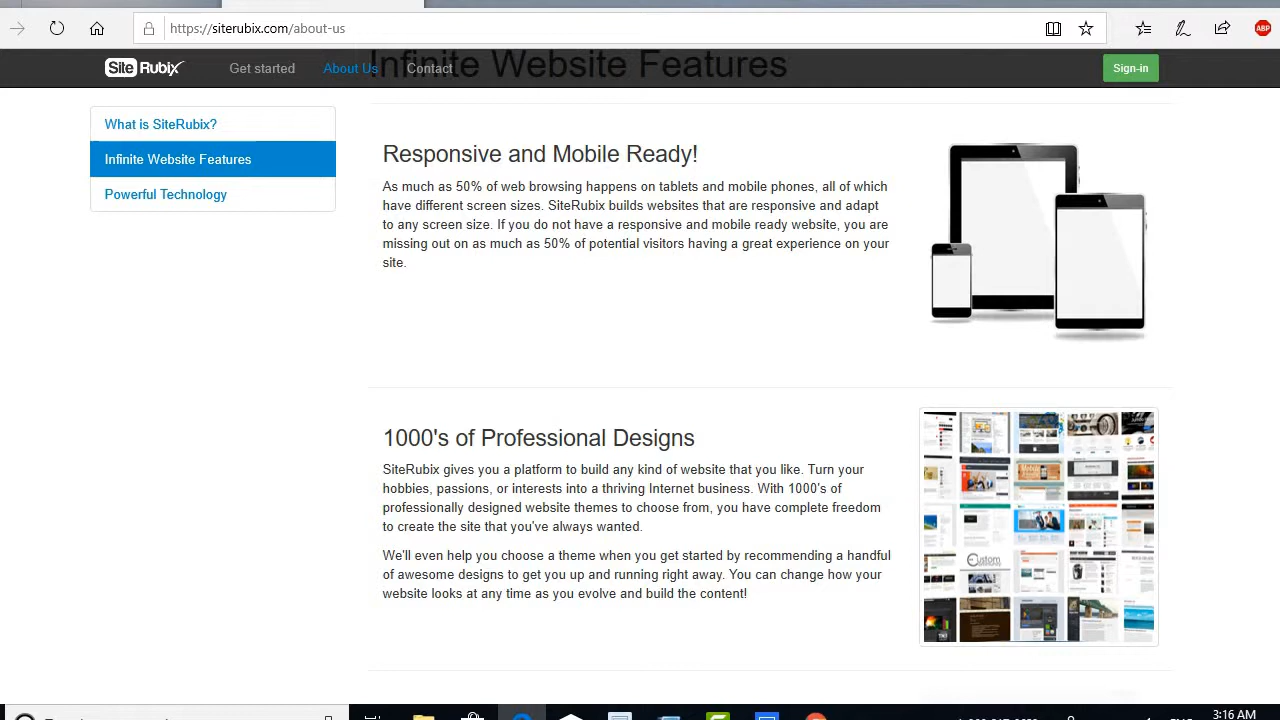 https://siterubix.com/about-us
ABP
Infinite Website Features
Site Rubix
Get started
About Us
Contact
Sign-in
What is SiteRubix?
Infinite Website Features
Powerful Technology
Responsive and Mobile Ready!
As much as 50% of web browsing happens on tablets and mobile phones, all of which
have different screen sizes. SiteRubix builds websites that are responsive and adapt
to any screen size. If you do not have a responsive and mobile ready website, you are
missing out on as much as 50% of potential visitors having a great experience on your
site.
1000's of Professional Designs
SiteRubix gives you a platform to build any kind of website that you like. Turn your
hobbies, passions, or interests into a thriving Internet business. With 1000's of
professionally designed website themes to choose from, you have complete freedom
to create the site that you've always wanted.
We'll even help you choose a theme when you get started by recommending a handful
of awesome designs to get you up and running right away. You can change how your
website looks at any time as you evolve and build the content!
3:16 AM